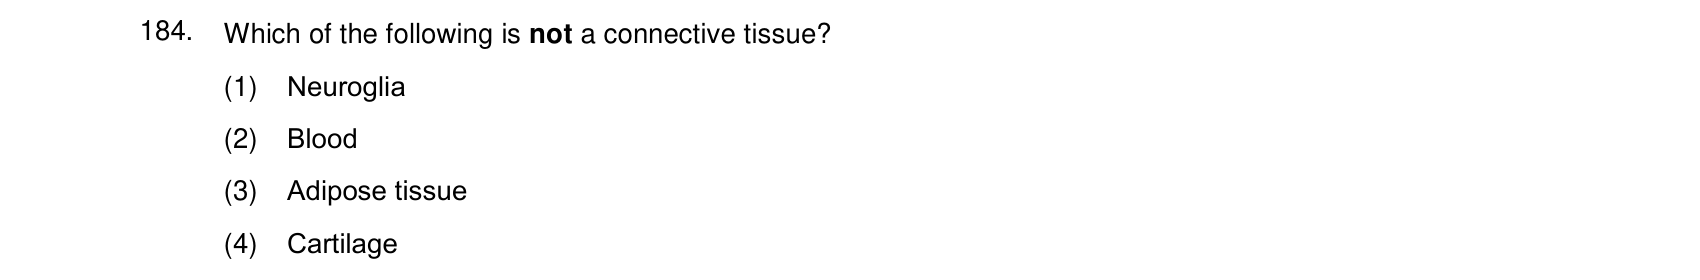 184. Which of the following is not a connective tissue?
(1) Neuroglia
(2) Blood
(3) Adipose tissue
(4) Cartilage